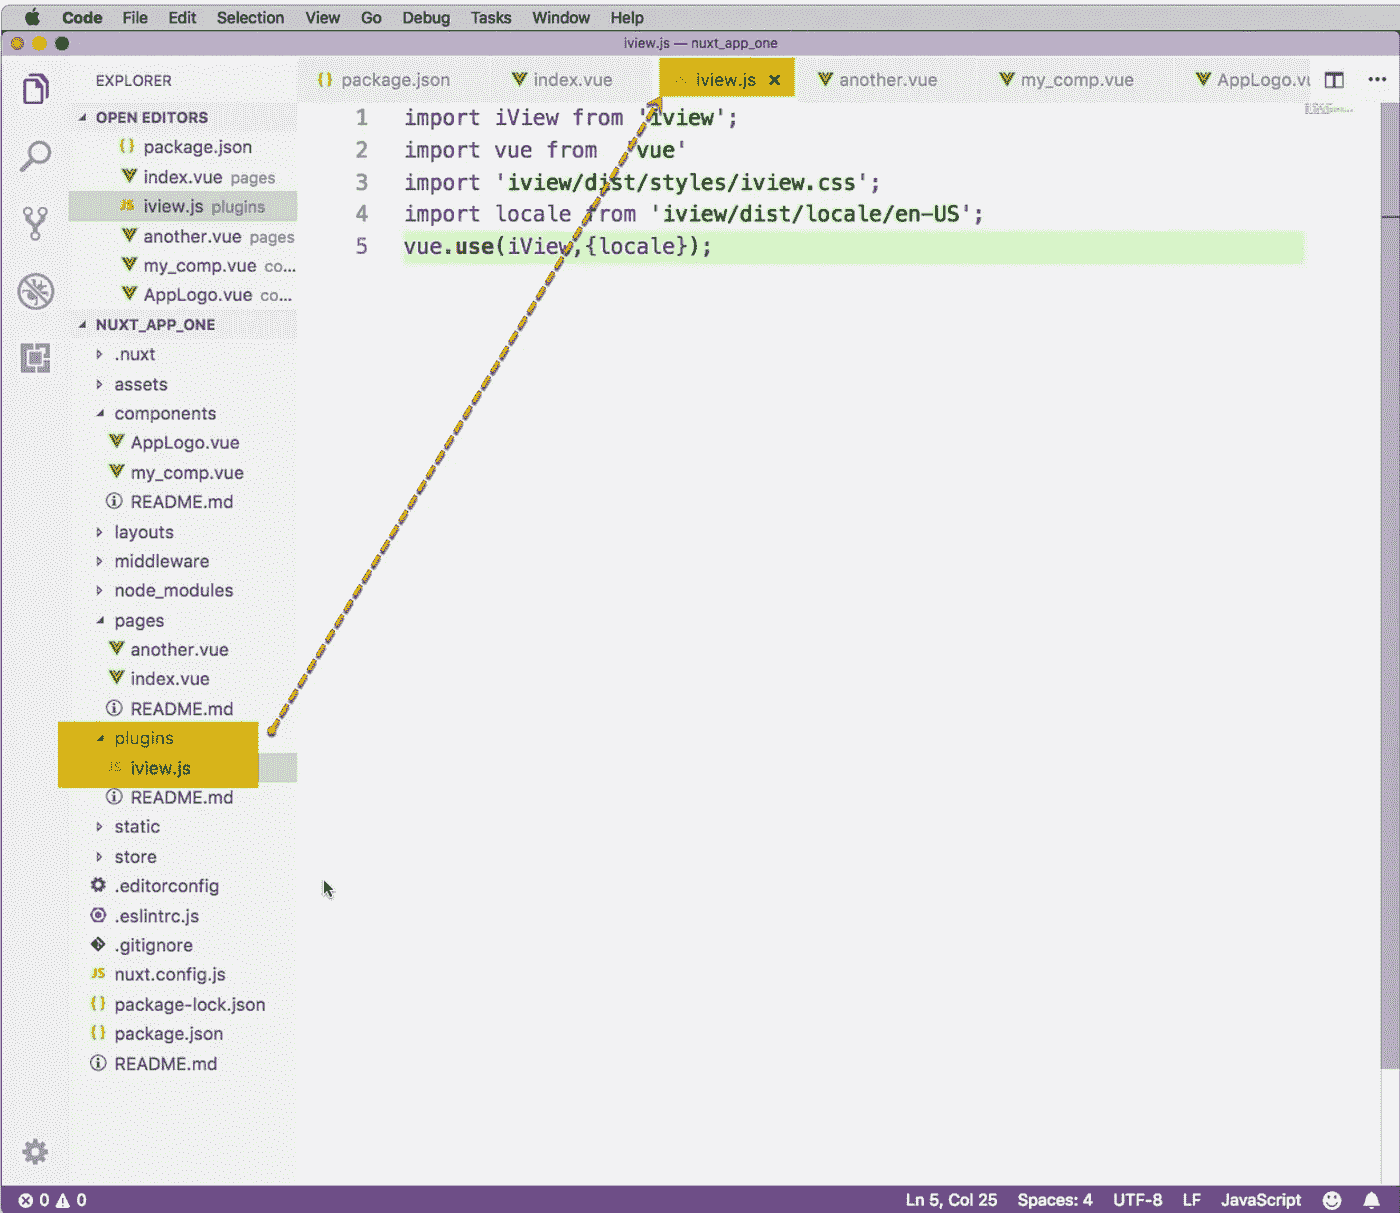 Code File Edit Selection View Go Debug Tasks Window Help
iview.js — nuxt_app_one
EXPLORER
{} package.json index.vue iview.js × another.vue my_comp.vue AppLogo.vu
OPEN EDITORS
{} package.json
index.vue pages
JS iview.js plugins
another.vue pages
my_comp.vue co...
AppLogo.vue co...
NUXT_APP_ONE
.nuxt
assets
components
AppLogo.vue
my_comp.vue
README.md
layouts
middleware
node_modules
pages
another.vue
index.vue
README.md
plugins
JS iview.js
README.md
static
store
.editorconfig
.eslintrc.js
.gitignore
JS nuxt.config.js
{} package-lock.json
{} package.json
README.md
1 import iView from 'iview';
2 import vue from 'vue'
3 import 'iview/dist/styles/iview.css';
4 import locale from 'iview/dist/locale/en-US';
5 vue.use(iView,{locale});
0 0 Ln 5, Col 25 Spaces: 4 UTF-8 LF JavaScript